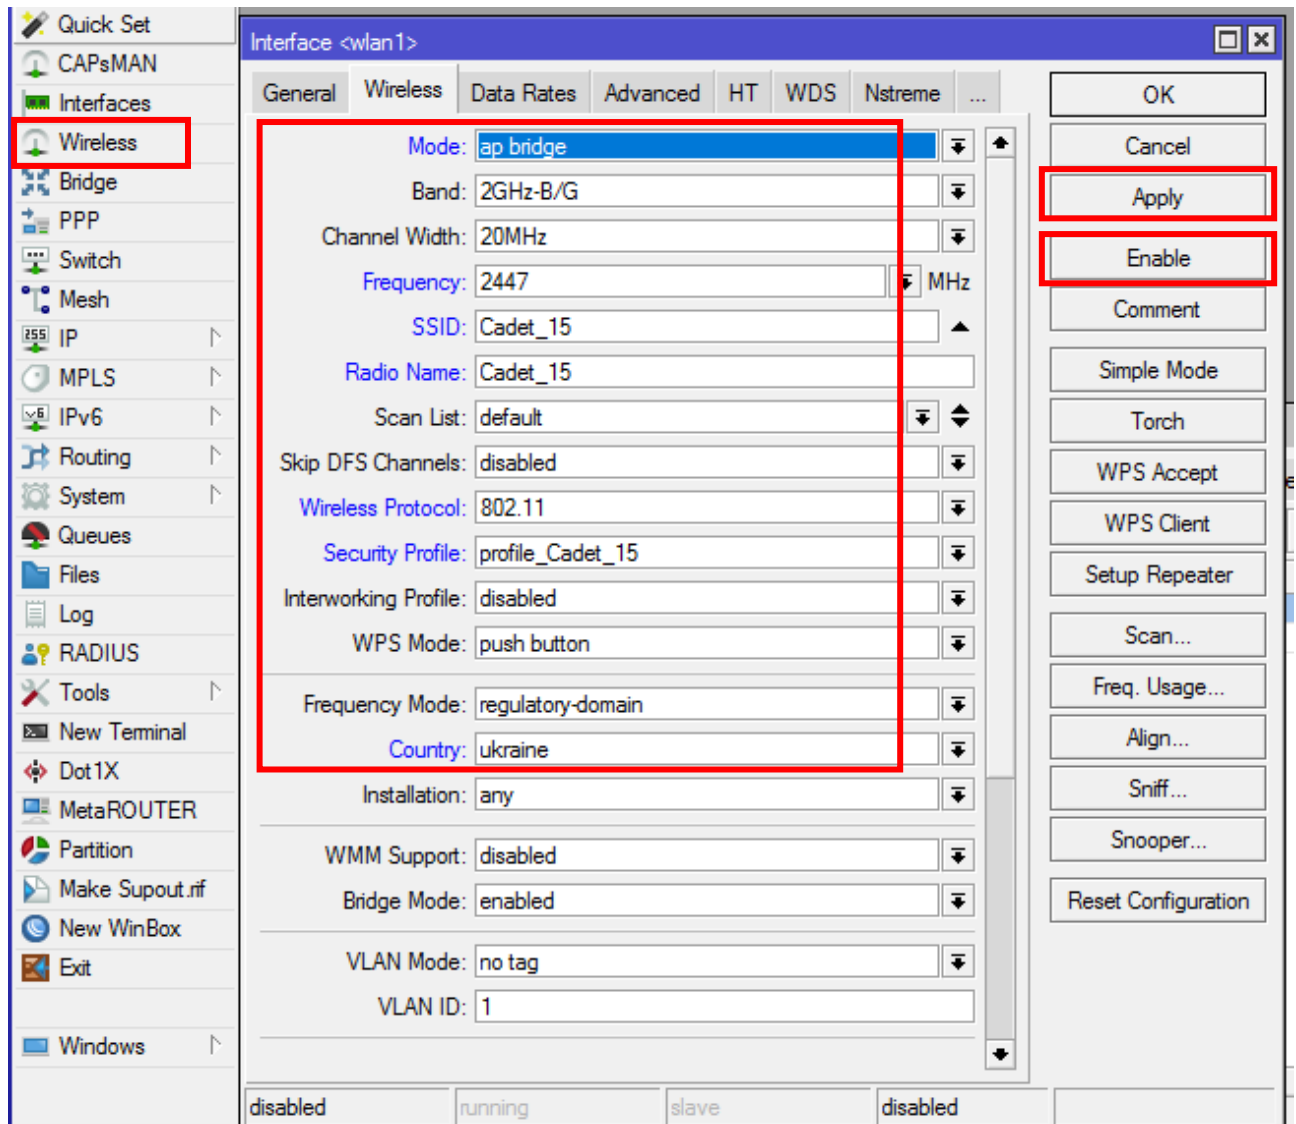 Quick Set
CAPsMAN
Interfaces
Wireless
Bridge
PPP
Switch
Mesh
255 IP
MPLS
v6 IPv6
Routing
System
Queues
Files
Log
RADIUS
Tools
New Terminal
Dot1X
MetaROUTER
Partition
Make Supout.rif
New WinBox
Exit
Windows
Interface <wlan1>
General Wireless Data Rates Advanced HT WDS Nstreme ...
Mode: ap bridge
Band: 2GHz-B/G
Channel Width: 20MHz
Frequency: 2447 MHz
SSID: Cadet_15
Radio Name: Cadet_15
Scan List: default
Skip DFS Channels: disabled
Wireless Protocol: 802.11
Security Profile: profile_Cadet_15
Interworking Profile: disabled
WPS Mode: push button
Frequency Mode: regulatory-domain
Country: ukraine
Installation: any
WMM Support: disabled
Bridge Mode: enabled
VLAN Mode: no tag
VLAN ID: 1
OK
Cancel
Apply
Enable
Comment
Simple Mode
Torch
WPS Accept
WPS Client
Setup Repeater
Scan...
Freq. Usage...
Align...
Sniff...
Snooper...
Reset Configuration
disabled running slave disabled